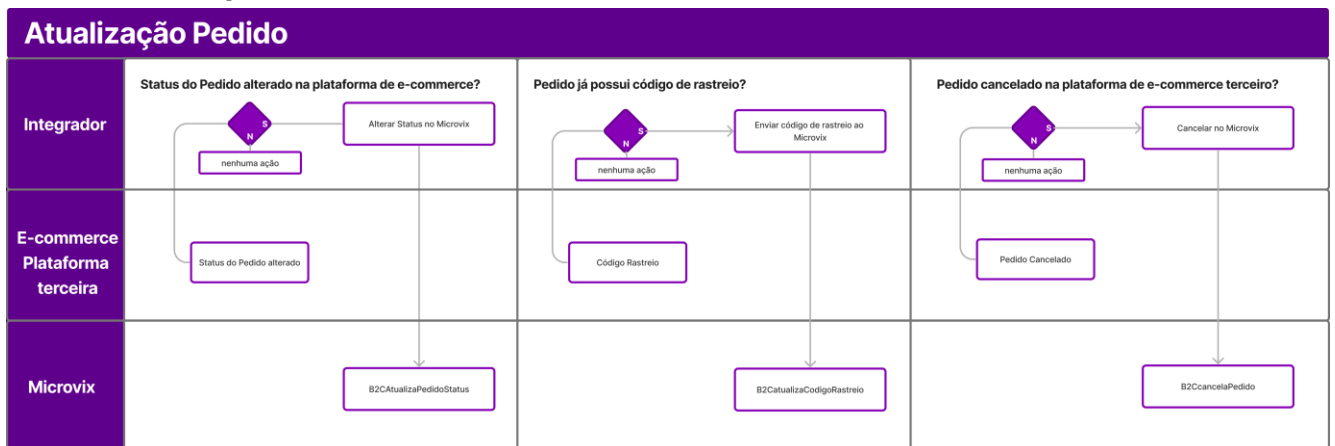 Atualização Pedido
Integrador
Status do Pedido alterado na plataforma de e-commerce?
S
N
Alterar Status no Microvix
nenhuma ação
Pedido já possui código de rastreio?
S
N
Enviar código de rastreio ao
Microvix
nenhuma ação
Pedido cancelado na plataforma de e-commerce terceiro?
S
N
Cancelar no Microvix
nenhuma ação
E-commerce
Plataforma
terceira
Status do Pedido alterado
Código Rastreio
Pedido Cancelado
Microvix
B2CAtualizaPedidoStatus
B2CatualizaCodigoRastreio
B2CcancelaPedido